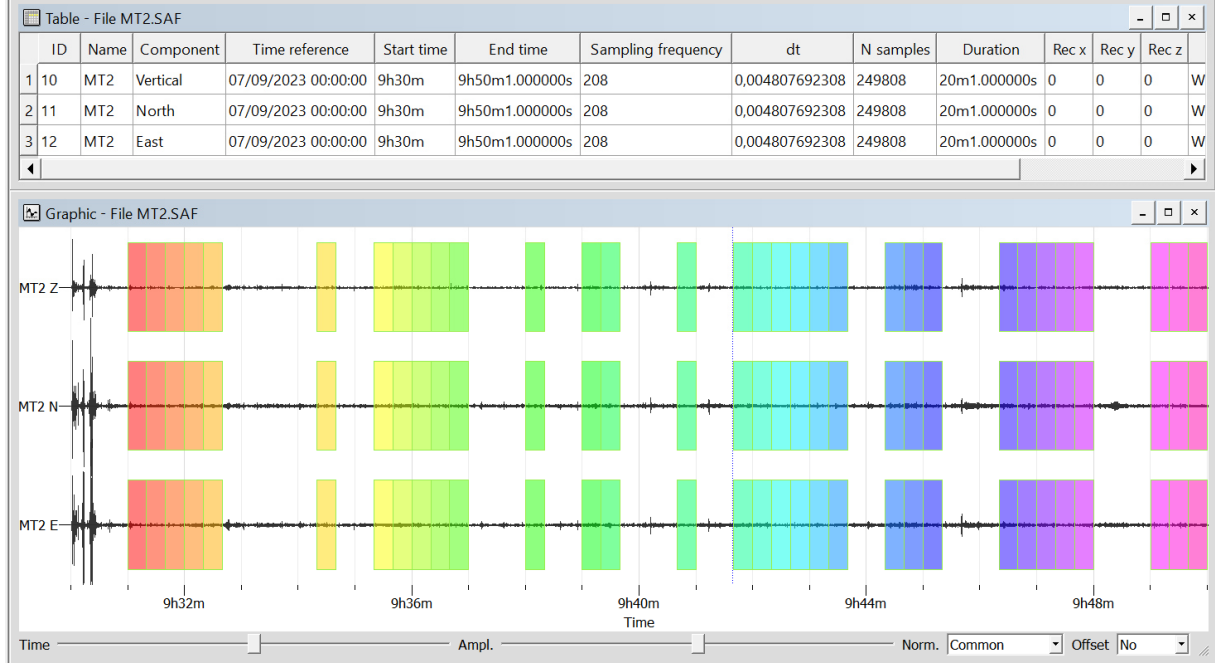 Table - File MT2.SAF
ID Name Component Time reference Start time End time Sampling frequency dt N samples Duration Rec x Rec y Rec z
1 10 MT2 Vertical 07/09/2023 00:00:00 9h30m 9h50m1.000000s 208 0,004807692308 249808 20m1.000000s 0 0 0 W
2 11 MT2 North 07/09/2023 00:00:00 9h30m 9h50m1.000000s 208 0,004807692308 249808 20m1.000000s 0 0 0 W
3 12 MT2 East 07/09/2023 00:00:00 9h30m 9h50m1.000000s 208 0,004807692308 249808 20m1.000000s 0 0 0 W
Graphic - File MT2.SAF
MT2 Z
MT2 N
MT2 E
9h32m 9h36m 9h40m 9h44m 9h48m
Time
Time Ampl. Norm. Common Offset No